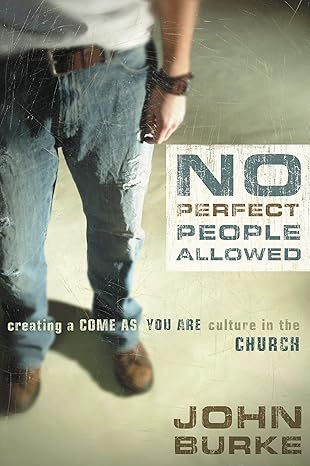 NO
PERFECT
PEOPLE
ALLOWED
creating a COME AS YOU ARE culture in the
CHURCH
JOHN
BURKE